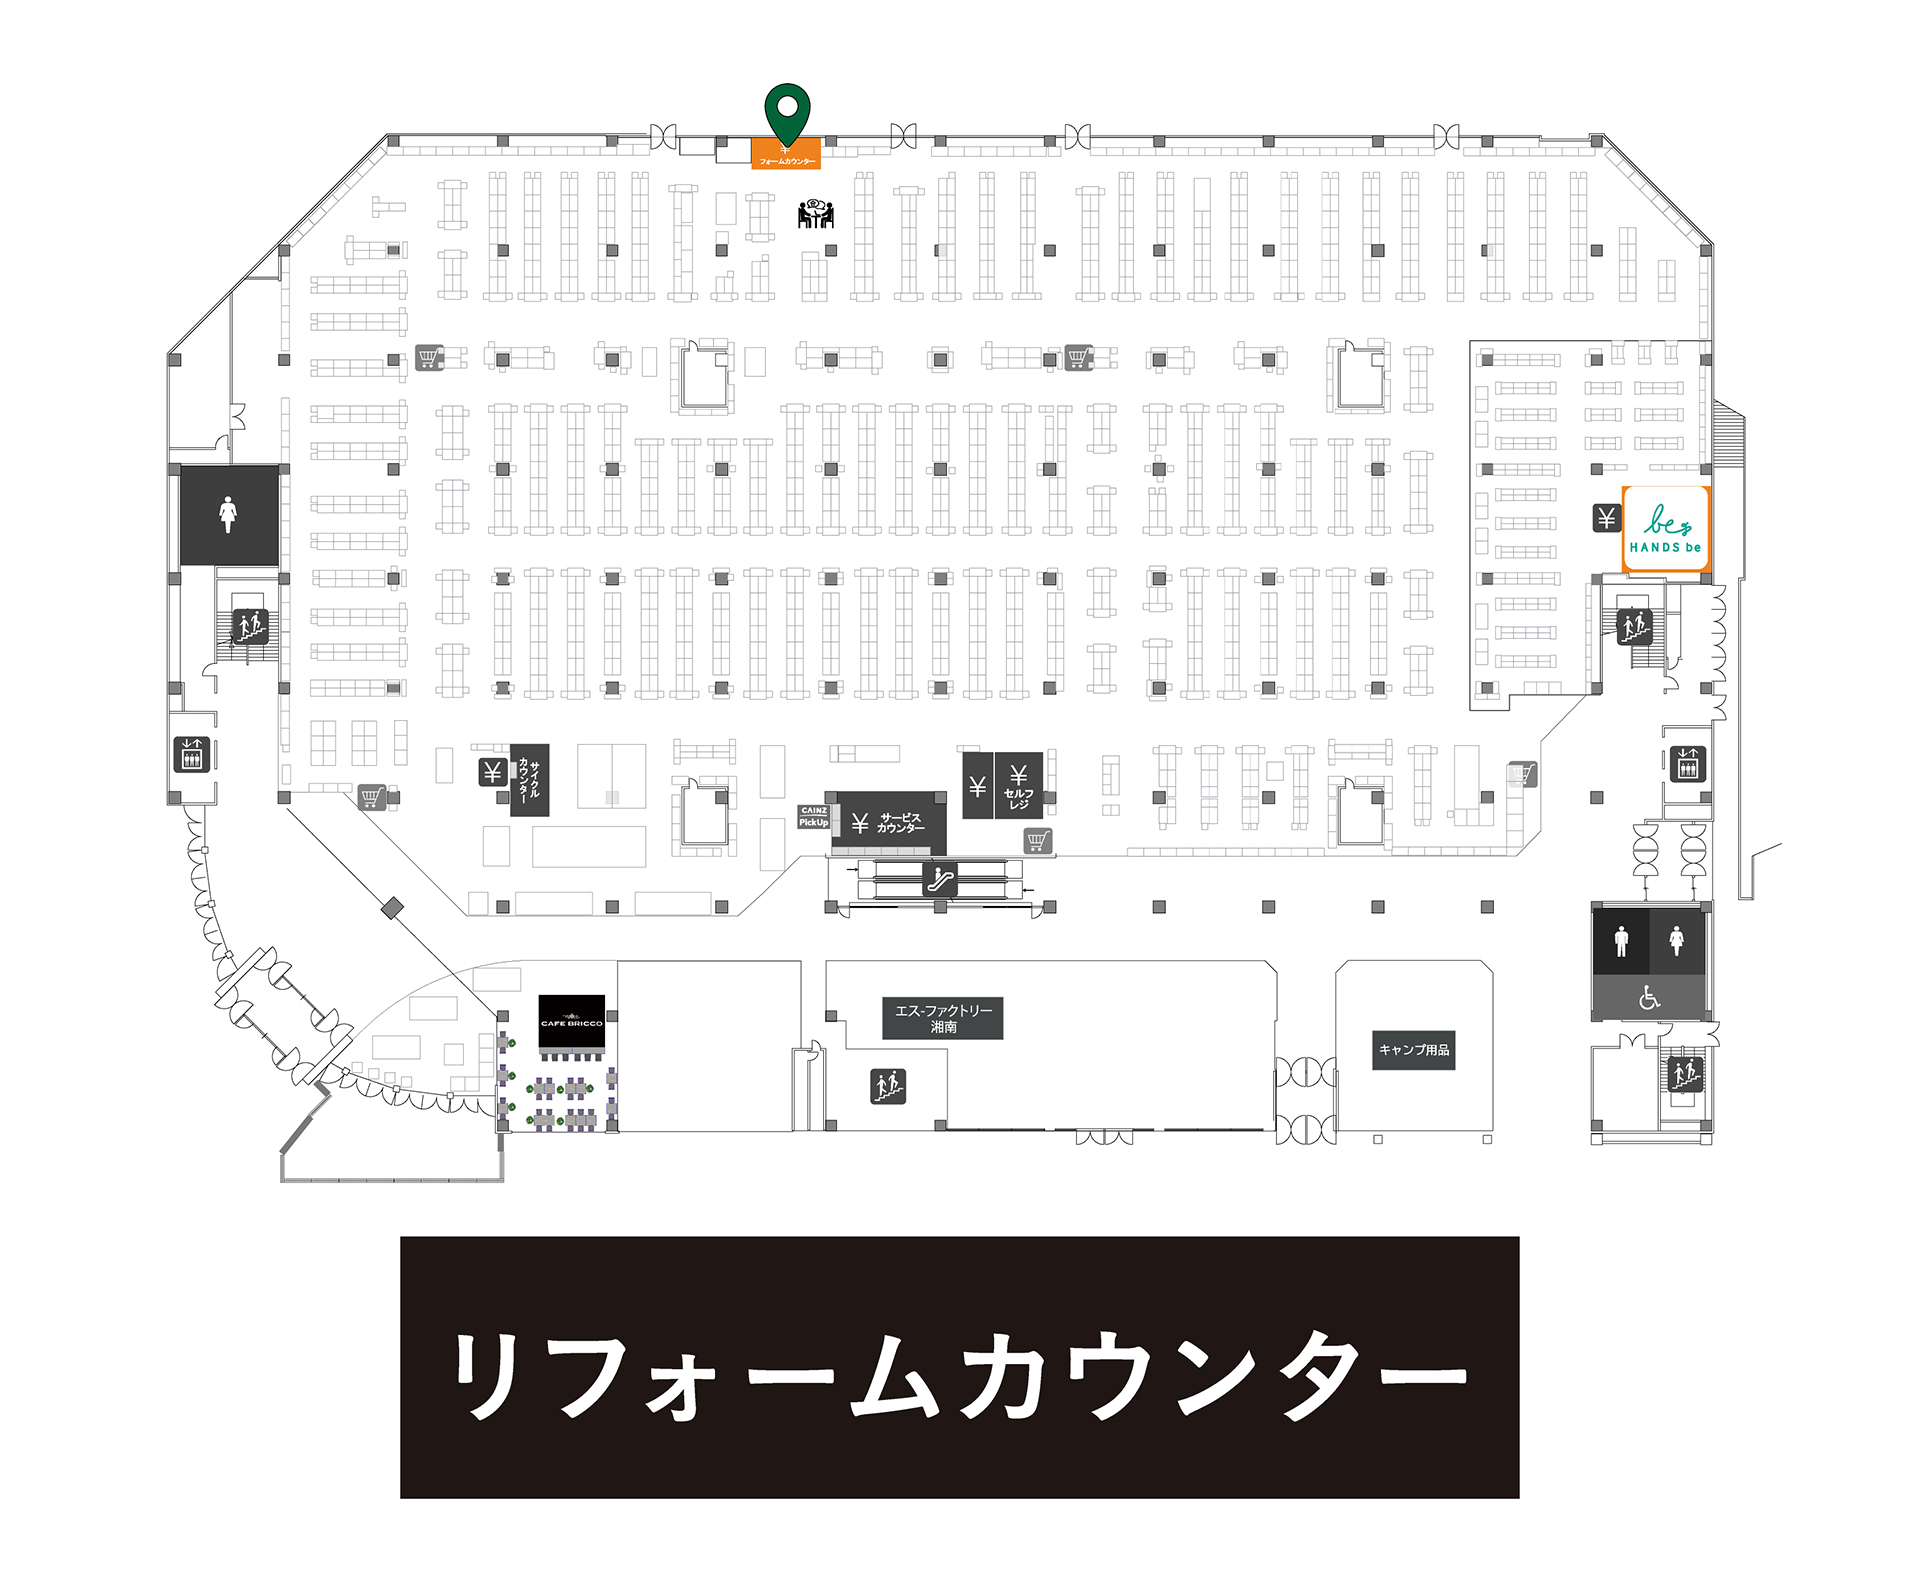 ¥
フォームカウンター
¥
be
HANDS be
¥
サイクル
カウンター
CAINZ
PickUp
¥
サービス
カウンター
¥
¥
セルフ
レジ
CAFE BRICCO
エス-ファクトリー
湘南
キャンプ用品
リフォームカウンター